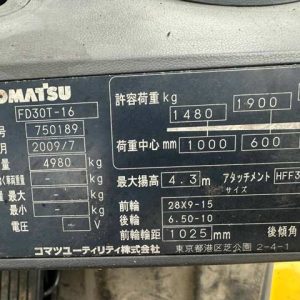 OMATSU
FD30T-16
号 750189
月 2009/7
量 4980 kg
kg
量 最大 kg
最小 kg
電圧 - V
許容荷重 kg
1480 1900
荷重中心 mm 1000 600
最大揚高 4.3 m アタッチメント サイズ HFF3
前輪 28X9-15
後輪 6.50-10
前輪輪距 1025 mm 後傾角
コマツユーティリティ株式会社 東京都港区芝公園 2-4-1